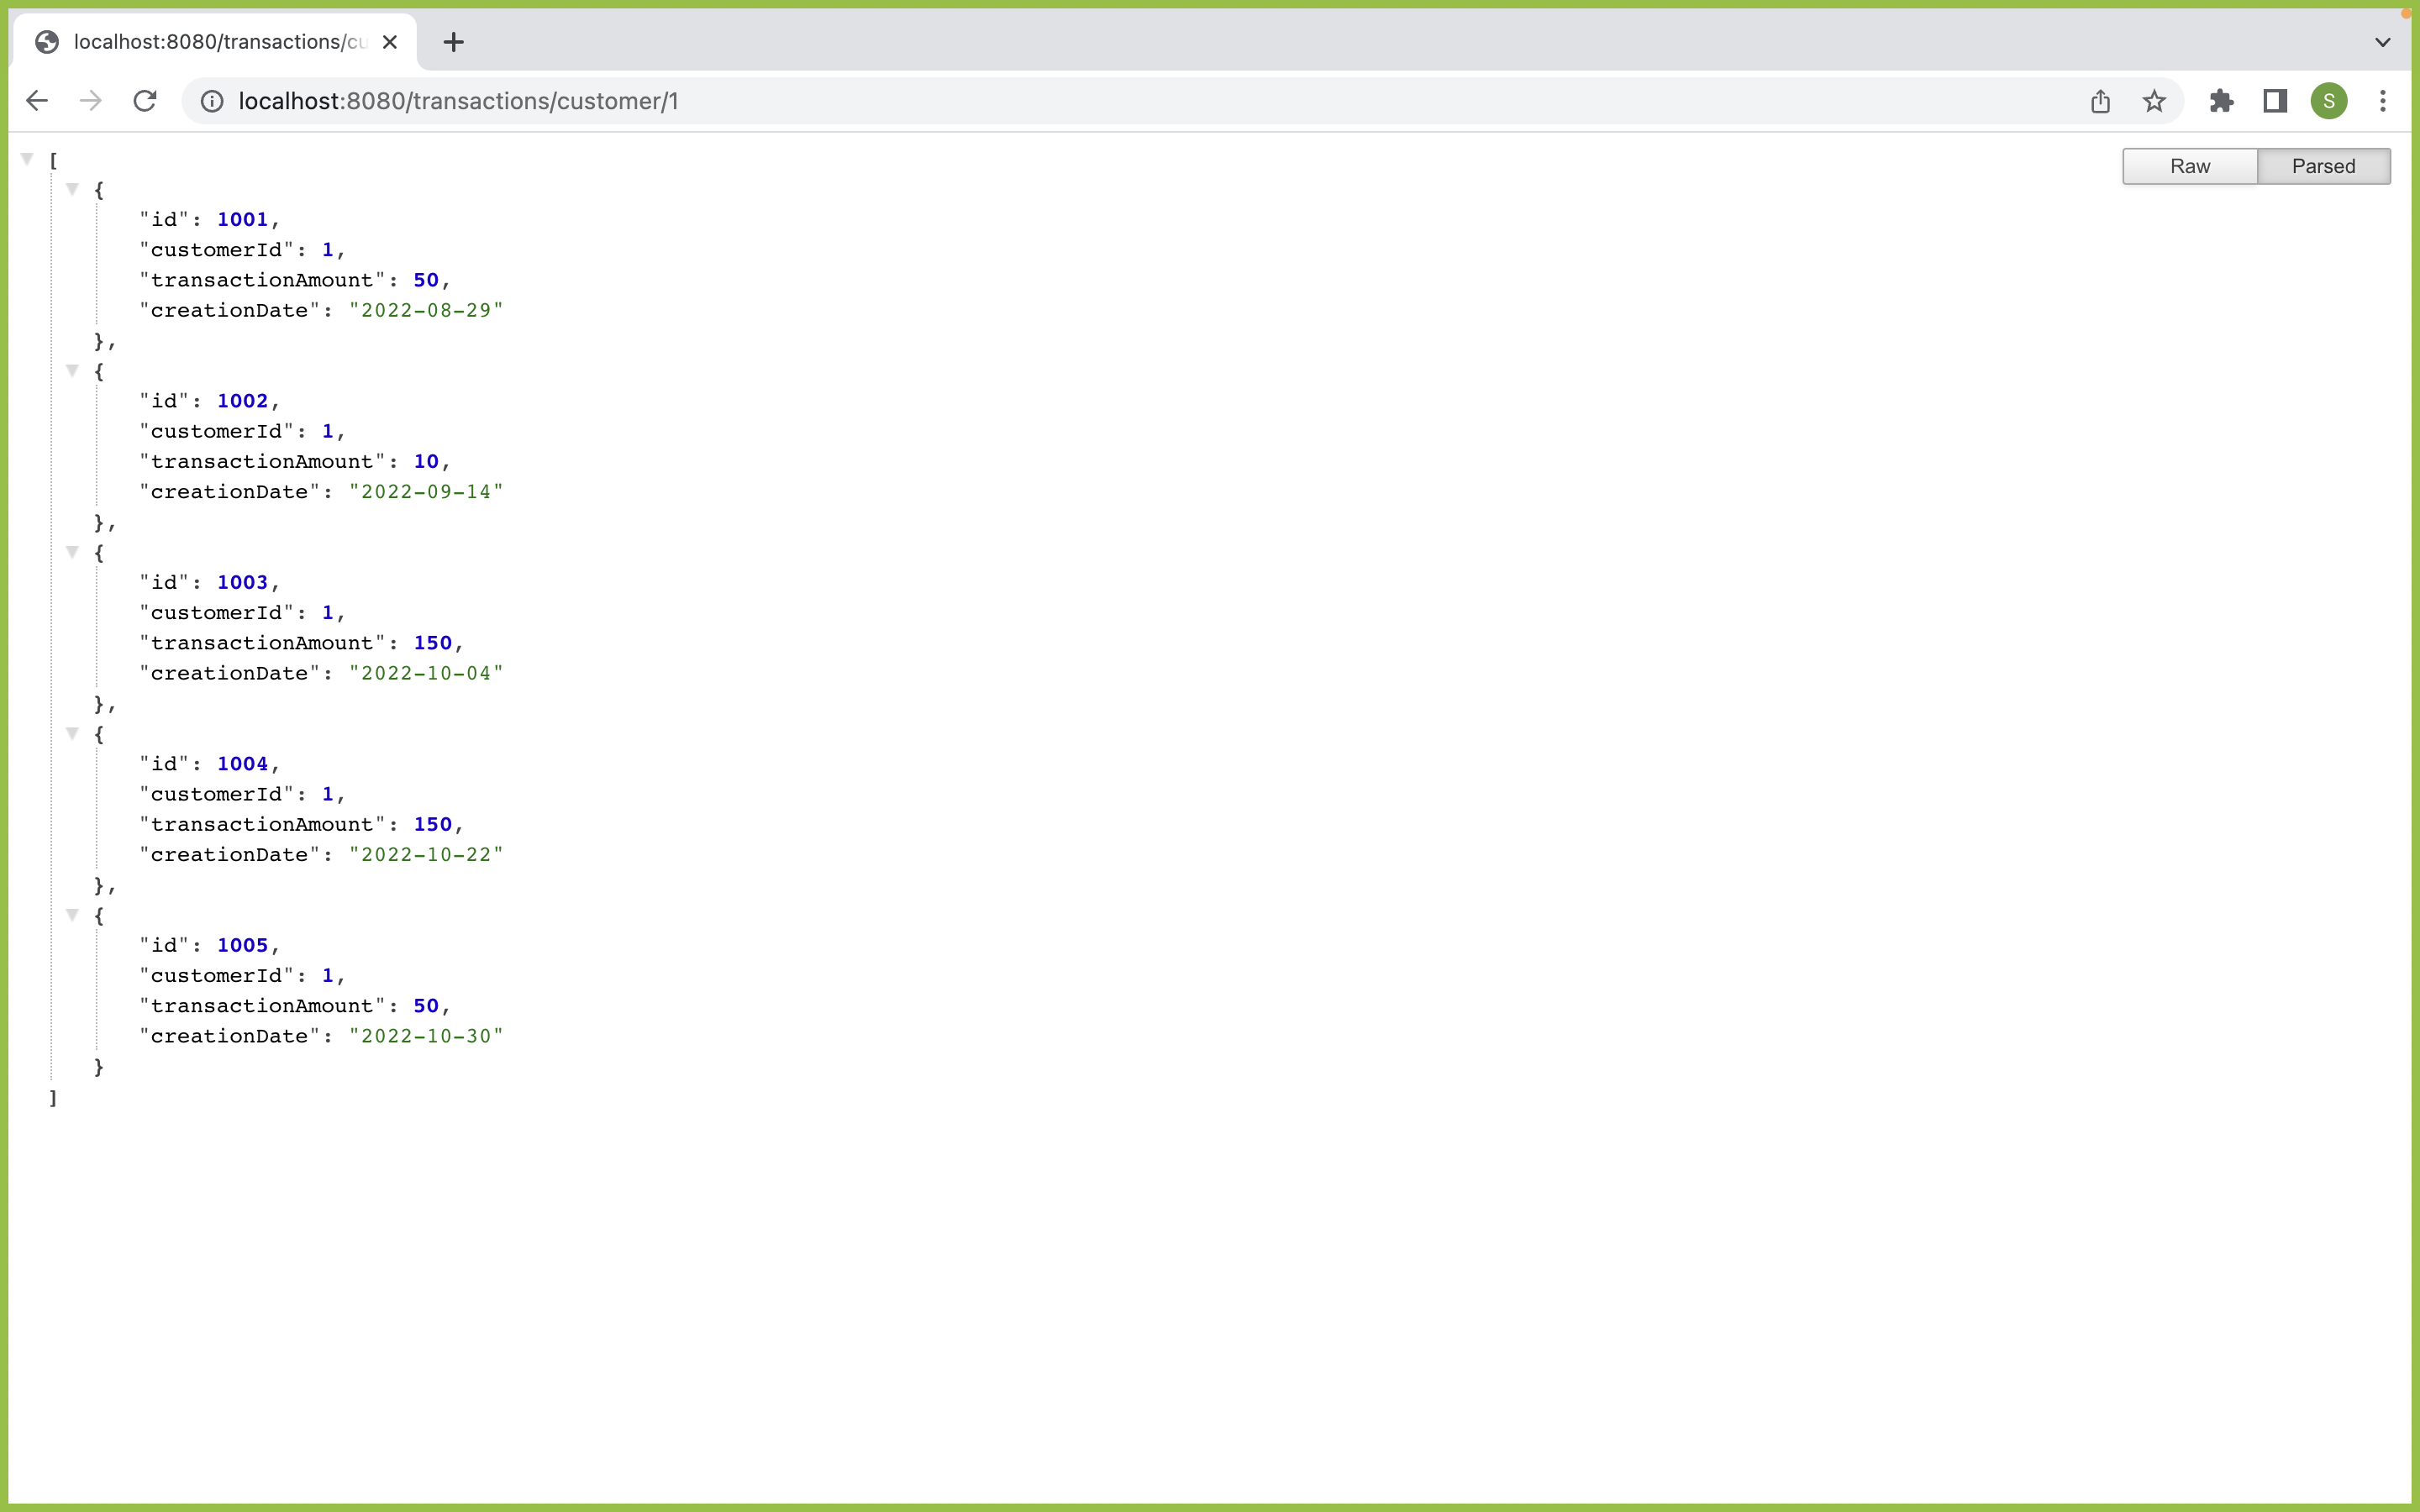 localhost:8080/transactions/cu
localhost:8080/transactions/customer/1
S
Raw
Parsed
[
{
"id": 1001,
"customerId": 1,
"transactionAmount": 50,
"creationDate": "2022-08-29"
},
{
"id": 1002,
"customerId": 1,
"transactionAmount": 10,
"creationDate": "2022-09-14"
},
{
"id": 1003,
"customerId": 1,
"transactionAmount": 150,
"creationDate": "2022-10-04"
},
{
"id": 1004,
"customerId": 1,
"transactionAmount": 150,
"creationDate": "2022-10-22"
},
{
"id": 1005,
"customerId": 1,
"transactionAmount": 50,
"creationDate": "2022-10-30"
}
]